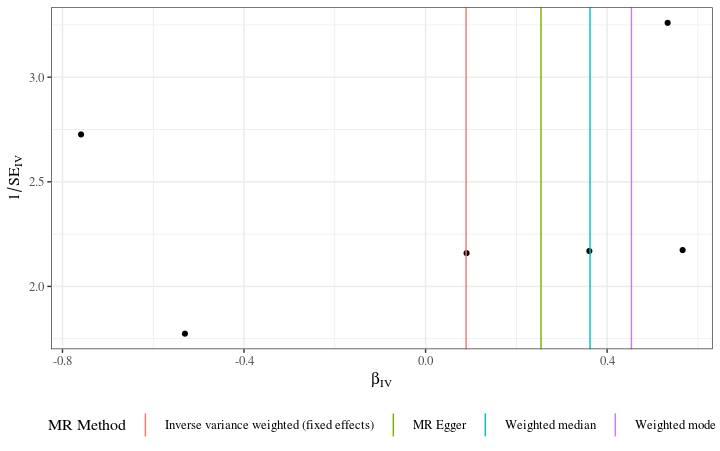 1/SE_IV
3.0
2.5
2.0
-0.8 -0.4 0.0 0.4
β_IV
MR Method Inverse variance weighted (fixed effects) MR Egger Weighted median Weighted mode